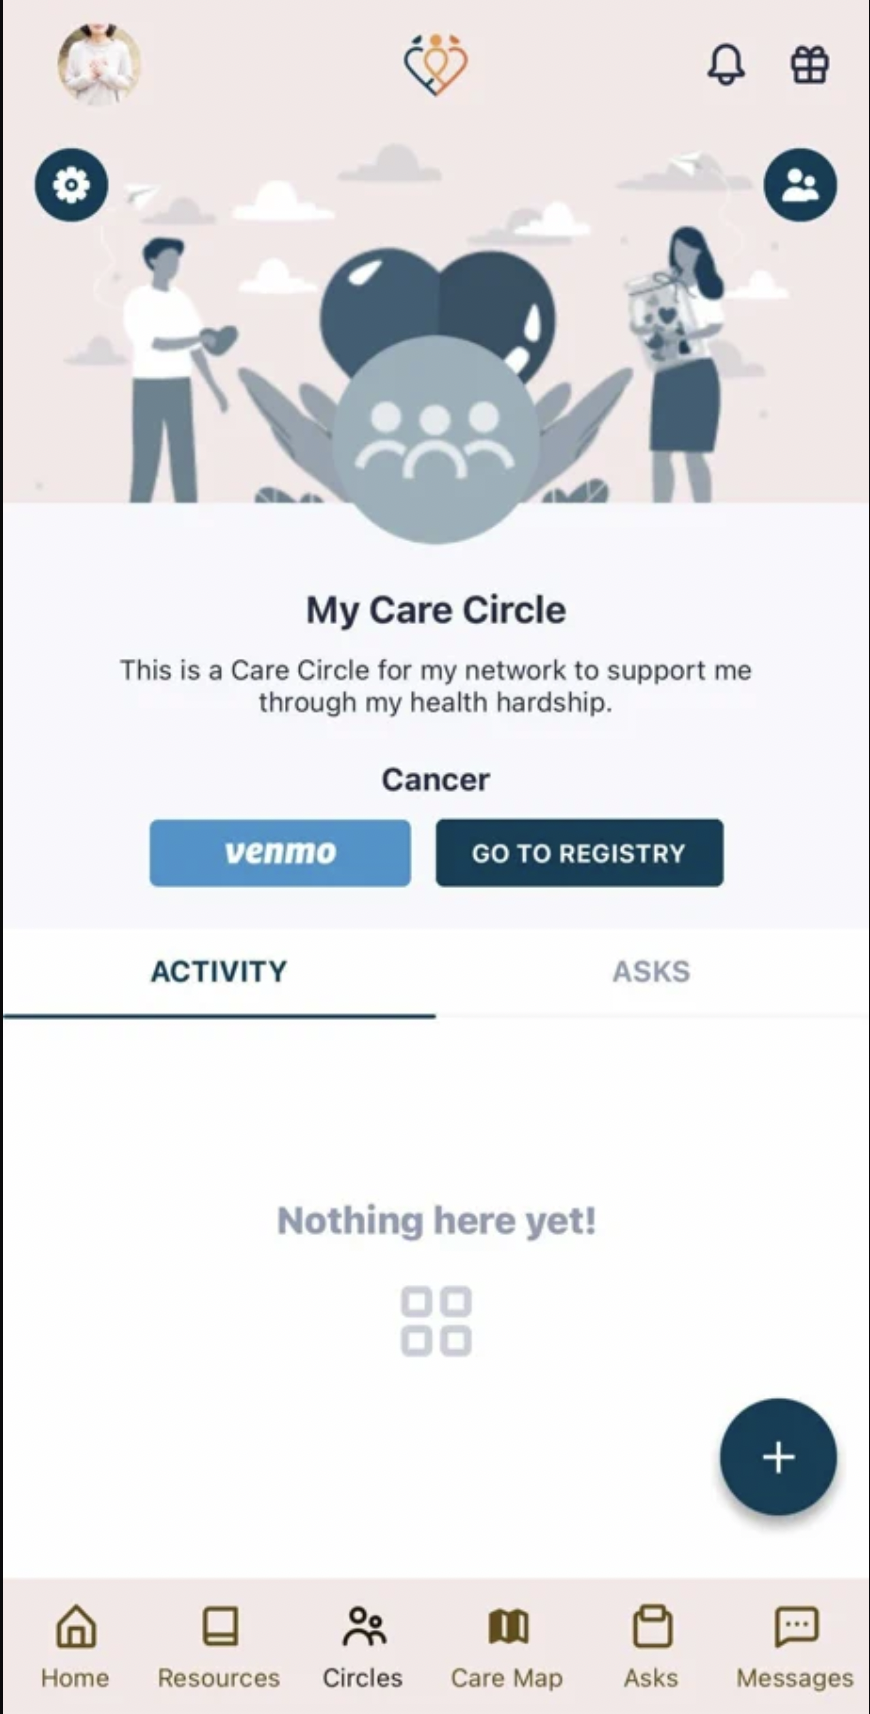 My Care Circle
This is a Care Circle for my network to support me
through my health hardship.
Cancer
venmo
GO TO REGISTRY
ACTIVITY
ASKS
Nothing here yet!
Home
Resources
Circles
Care Map
Asks
Messages